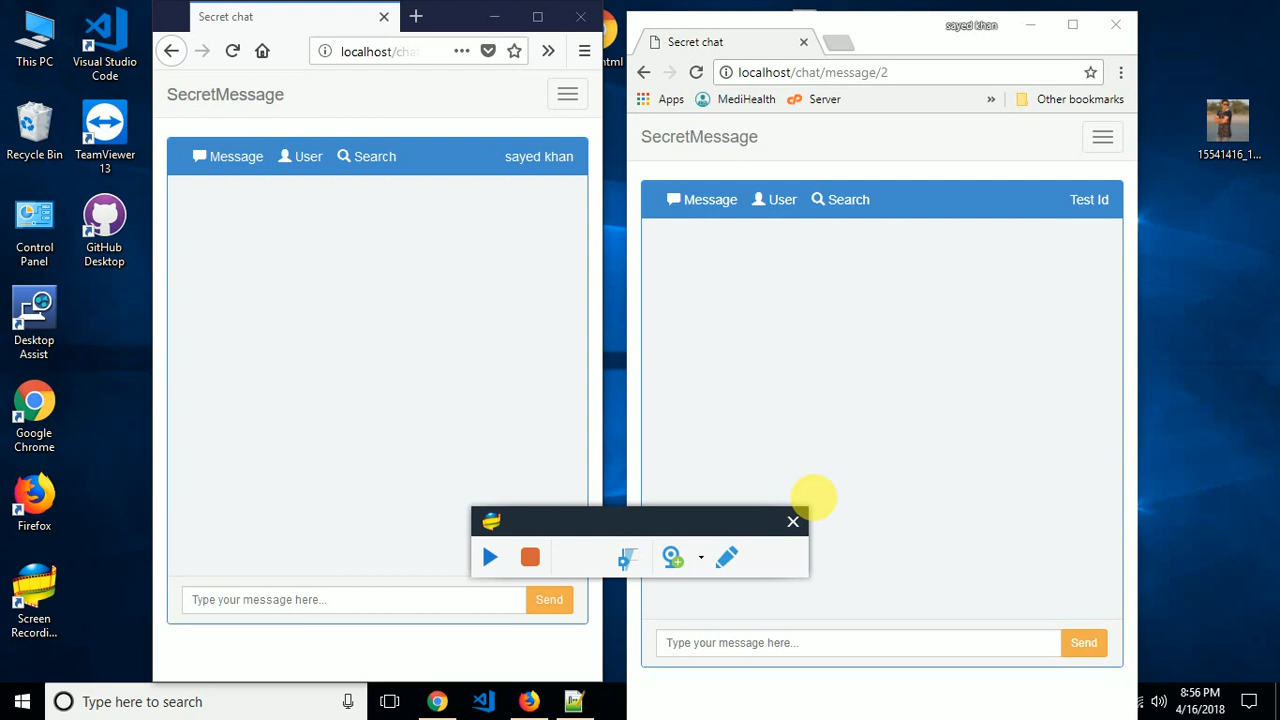 This PC
Visual Studio
Code
Recycle Bin
TeamViewer
13
Control
Panel
GitHub
Desktop
Desktop
Assist
Google
Chrome
Firefox
Screen
Recordi...
Secret chat
localhost/cha
SecretMessage
Message
User
Search
sayed khan
Type your message here...
Send
html
sayed khan
Secret chat
localhost/chat/message/2
Apps
MediHealth
Server
»
Other bookmarks
SecretMessage
Message
User
Search
Test Id
Type your message here...
Send
15541416_1...
Type here to search
8:56 PM
4/16/2018